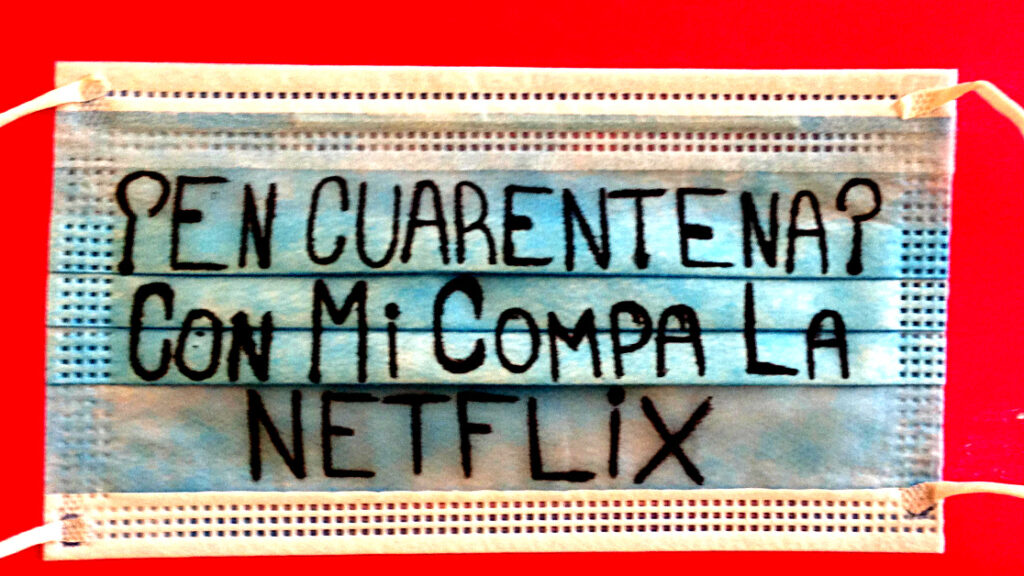 ?EN CUARENTENA?
CON Mi COMPA LA
NETFLiX